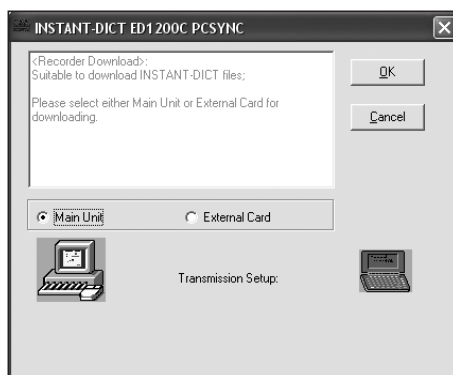 INSTANT-DICT ED1200C PCSYNC
<Recorder Download>:
Suitable to download INSTANT-DICT files;
Please select either Main Unit or External Card for
downloading.
OK
Cancel
Main Unit
External Card
Transmission Setup: